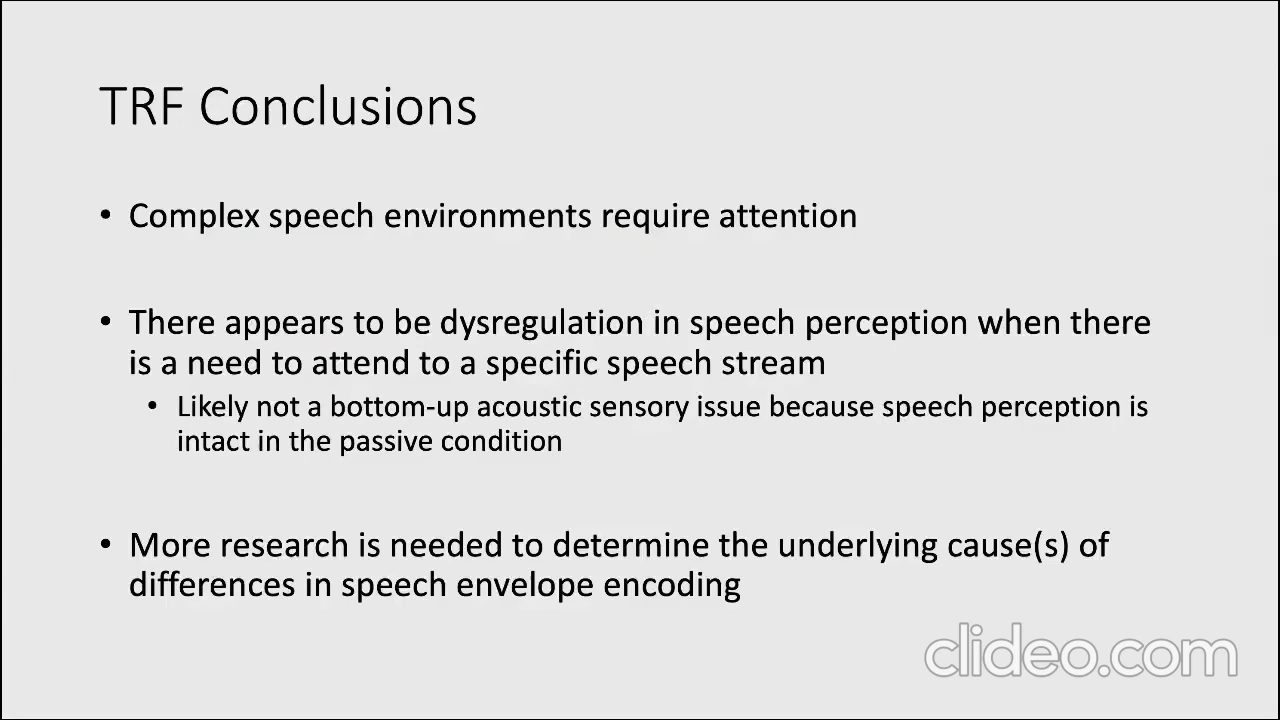 TRF Conclusions
• Complex speech environments require attention
• There appears to be dysregulation in speech perception when there
is a need to attend to a specific speech stream
• Likely not a bottom-up acoustic sensory issue because speech perception is
intact in the passive condition
• More research is needed to determine the underlying cause(s) of
differences in speech envelope encoding
clideo.com